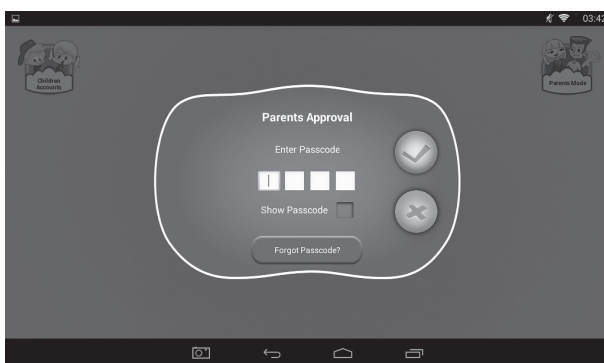 03:42
Children
Accounts
Parents Mode
Parents Approval
Enter Passcode
Show Passcode
Forgot Passcode?